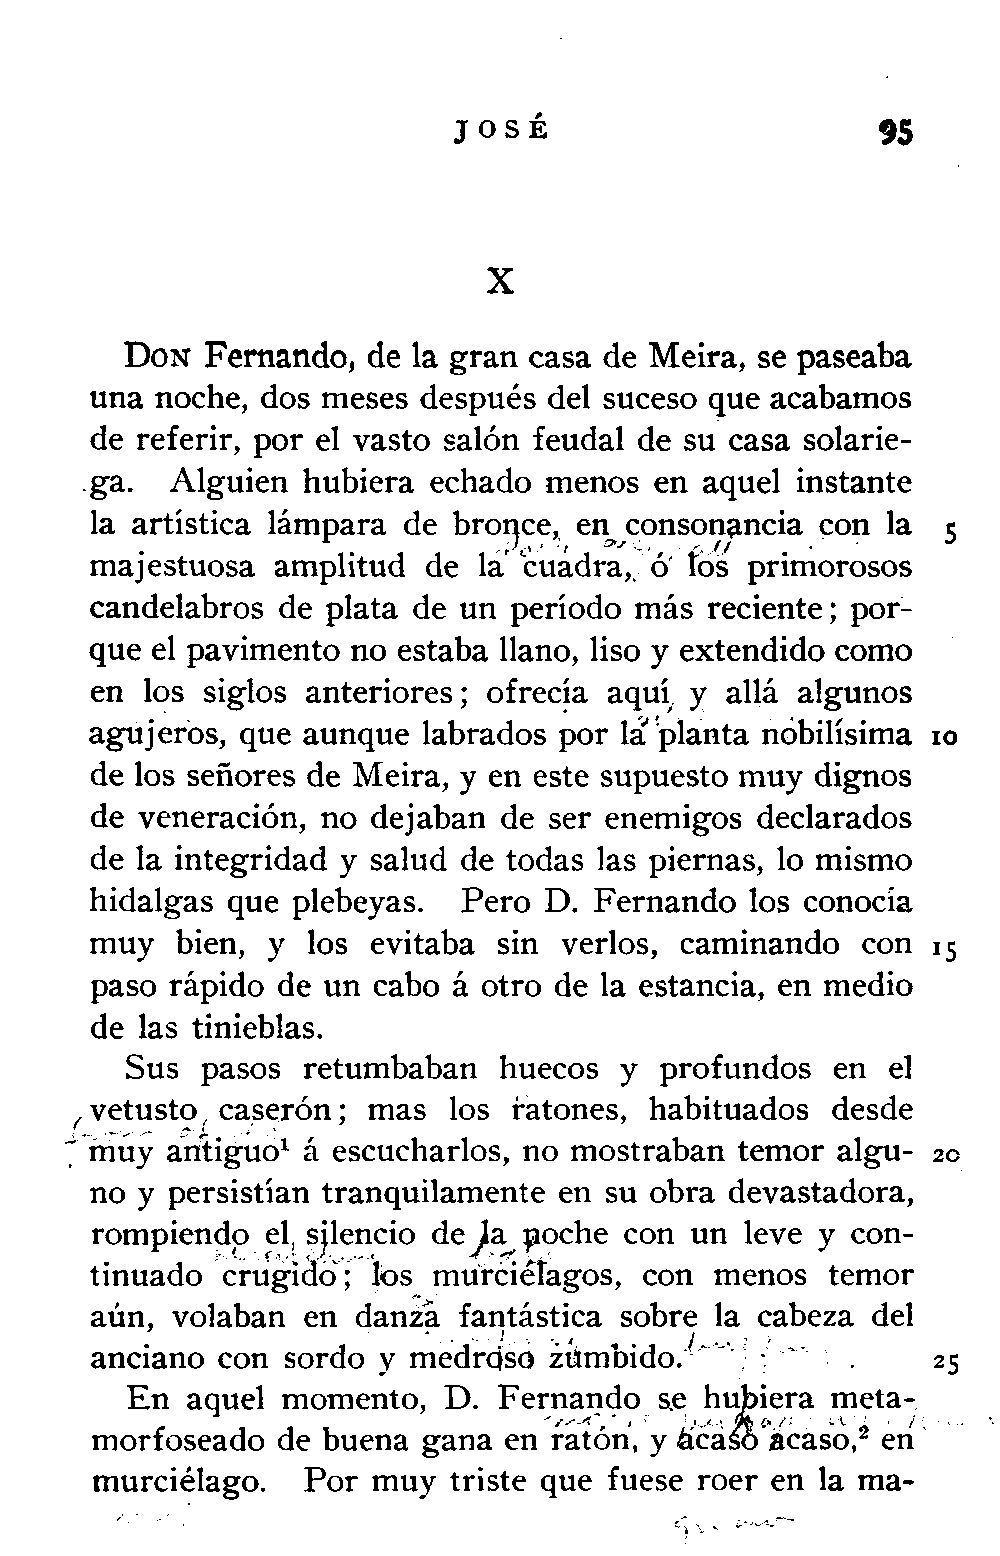 JOSÉ 95
X
DON Fernando, de la gran casa de Meira, se paseaba
una noche, dos meses después del suceso que acabamos
de referir, por el vasto salón feudal de su casa solarie-
ga. Alguien hubiera echado menos en aquel instante
la artística lámpara de bronce, en consonancia con la 5
majestuosa amplitud de la cuadra, ó los primorosos
candelabros de plata de un período más reciente; por-
que el pavimento no estaba llano, liso y extendido como
en los siglos anteriores; ofrecía aquí y allá algunos
agujeros, que aunque labrados por la planta nobilísima 10
de los señores de Meira, y en este supuesto muy dignos
de veneración, no dejaban de ser enemigos declarados
de la integridad y salud de todas las piernas, lo mismo
hidalgas que plebeyas. Pero D. Fernando los conocía
muy bien, y los evitaba sin verlos, caminando con 15
paso rápido de un cabo á otro de la estancia, en medio
de las tinieblas.
Sus pasos retumbaban huecos y profundos en el
vetusto caserón; mas los ratones, habituados desde
muy antiguo¹ á escucharlos, no mostraban temor algu- 20
no y persistían tranquilamente en su obra devastadora,
rompiendo el silencio de la noche con un leve y con-
tinuado crugido; los murciélagos, con menos temor
aún, volaban en danza fantástica sobre la cabeza del
anciano con sordo y medroso zumbido. 25
En aquel momento, D. Fernando se hubiera meta-
morfoseado de buena gana en ratón, y acaso acaso,² en
murciélago. Por muy triste que fuese roer en la ma-